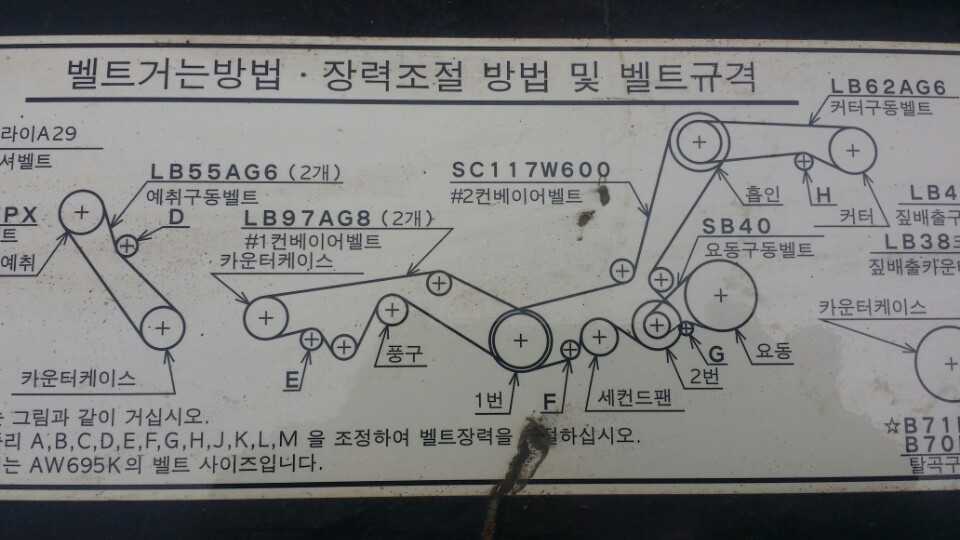 벨트거는방법 · 장력조절 방법 및 벨트규격
LB62AG6
커터구동벨트
라이A29
셔벨트
LB55AG6 (2개)
예취구동벨트
SC117W600
#2컨베이어벨트
PX
트
D
LB97AG8 (2개)
#1컨베이어벨트
카운터케이스
흡인
H
커터
LB4
짚배출구
SB40
요동구동벨트
LB38
짚배출카운
예취
카운터케이스
E
풍구
G
요동
카운터케이스
1번
F
세컨드팬
2번
는 그림과 같이 거십시오.
리 A,B,C,D,E,F,G,H,J,K,L,M 을 조정하여 벨트장력을 절하십시오.
는 AW695K의 벨트 사이즈입니다.
☆B71
B70
탈곡구